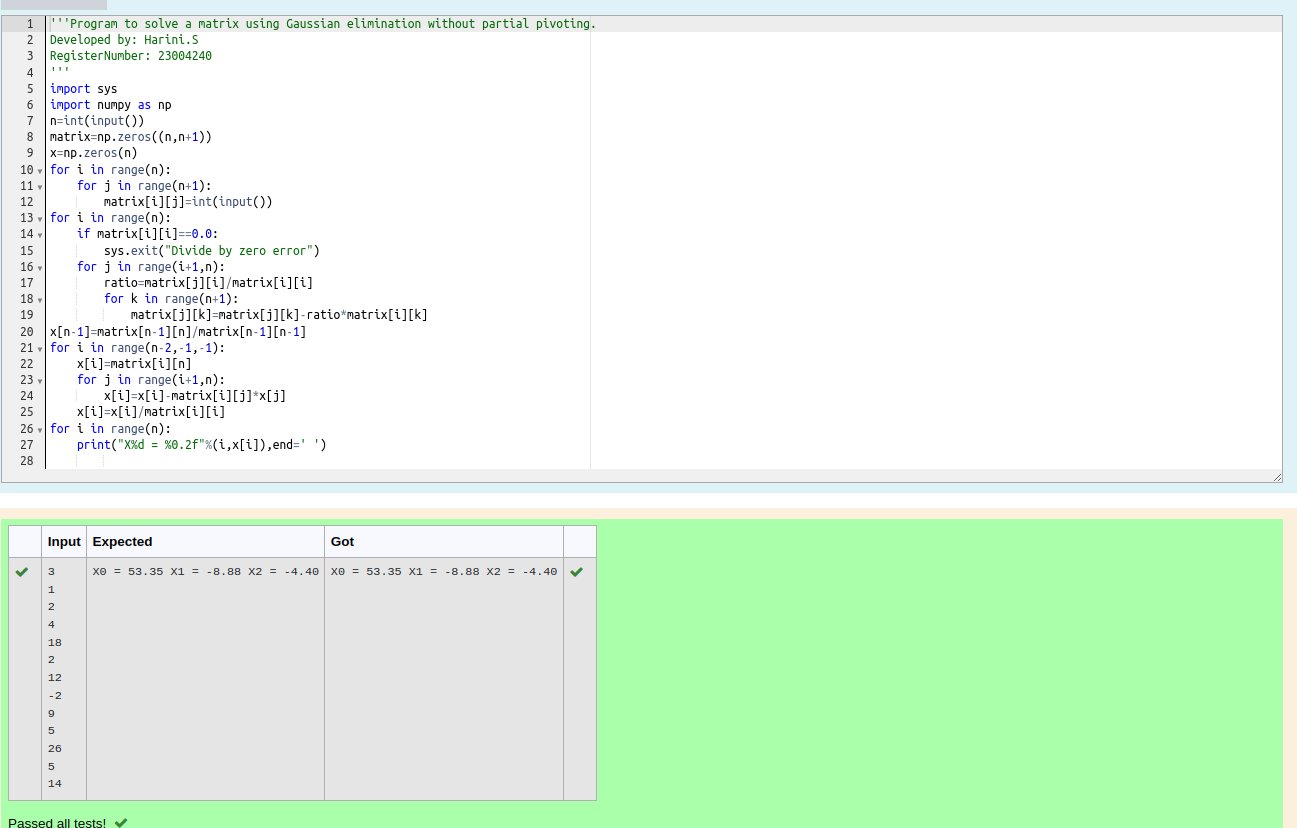 1 '''Program to solve a matrix using Gaussian elimination without partial pivoting.
2 Developed by: Harini.S
3 RegisterNumber: 23004240
4 '''
5 import sys
6 import numpy as np
7 n=int(input())
8 matrix=np.zeros((n,n+1))
9 x=np.zeros(n)
10 for i in range(n):
11     for j in range(n+1):
12         matrix[i][j]=int(input())
13 for i in range(n):
14     if matrix[i][i]==0.0:
15         sys.exit("Divide by zero error")
16     for j in range(i+1,n):
17         ratio=matrix[j][i]/matrix[i][i]
18         for k in range(n+1):
19             matrix[j][k]=matrix[j][k]-ratio*matrix[i][k]
20 x[n-1]=matrix[n-1][n]/matrix[n-1][n-1]
21 for i in range(n-2,-1,-1):
22     x[i]=matrix[i][n]
23     for j in range(i+1,n):
24         x[i]=x[i]-matrix[i][j]*x[j]
25     x[i]=x[i]/matrix[i][i]
26 for i in range(n):
27     print("X%d = %0.2f"%(i,x[i]),end=' ')
28
Input Expected Got
3 X0 = 53.35 X1 = -8.88 X2 = -4.40 X0 = 53.35 X1 = -8.88 X2 = -4.40
1
2
4
18
2
12
-2
9
5
26
5
14
Passed all tests!